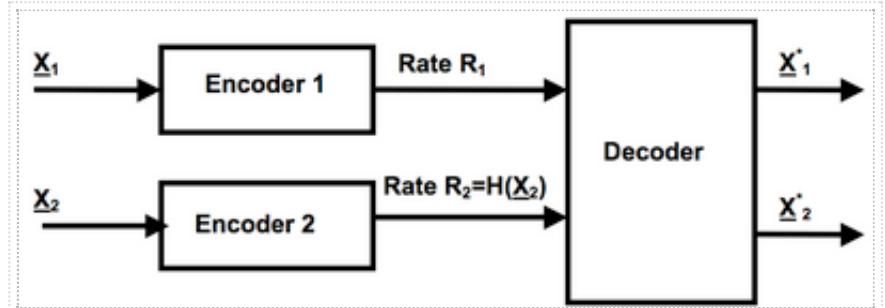 X₁
Encoder 1
Rate R₁
X*₁
Decoder
X₂
Encoder 2
Rate R₂=H(X₂)
X*₂